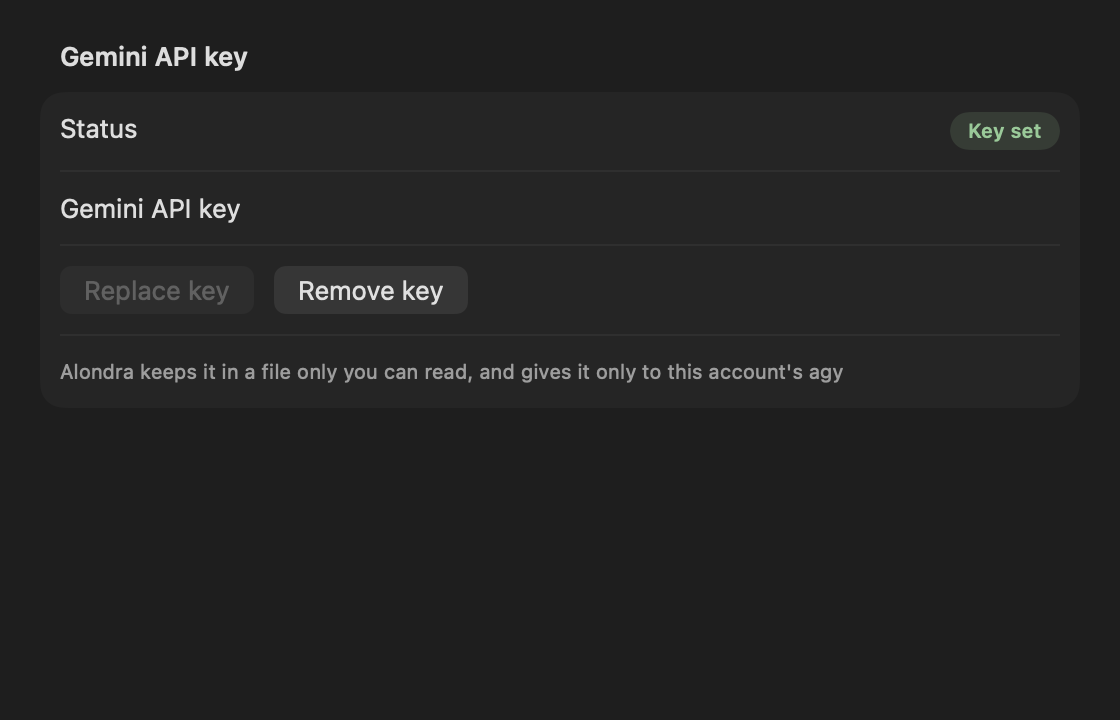 Gemini API key
Status
Key set
Gemini API key
Replace key
Remove key
Alondra keeps it in a file only you can read, and gives it only to this account's agy